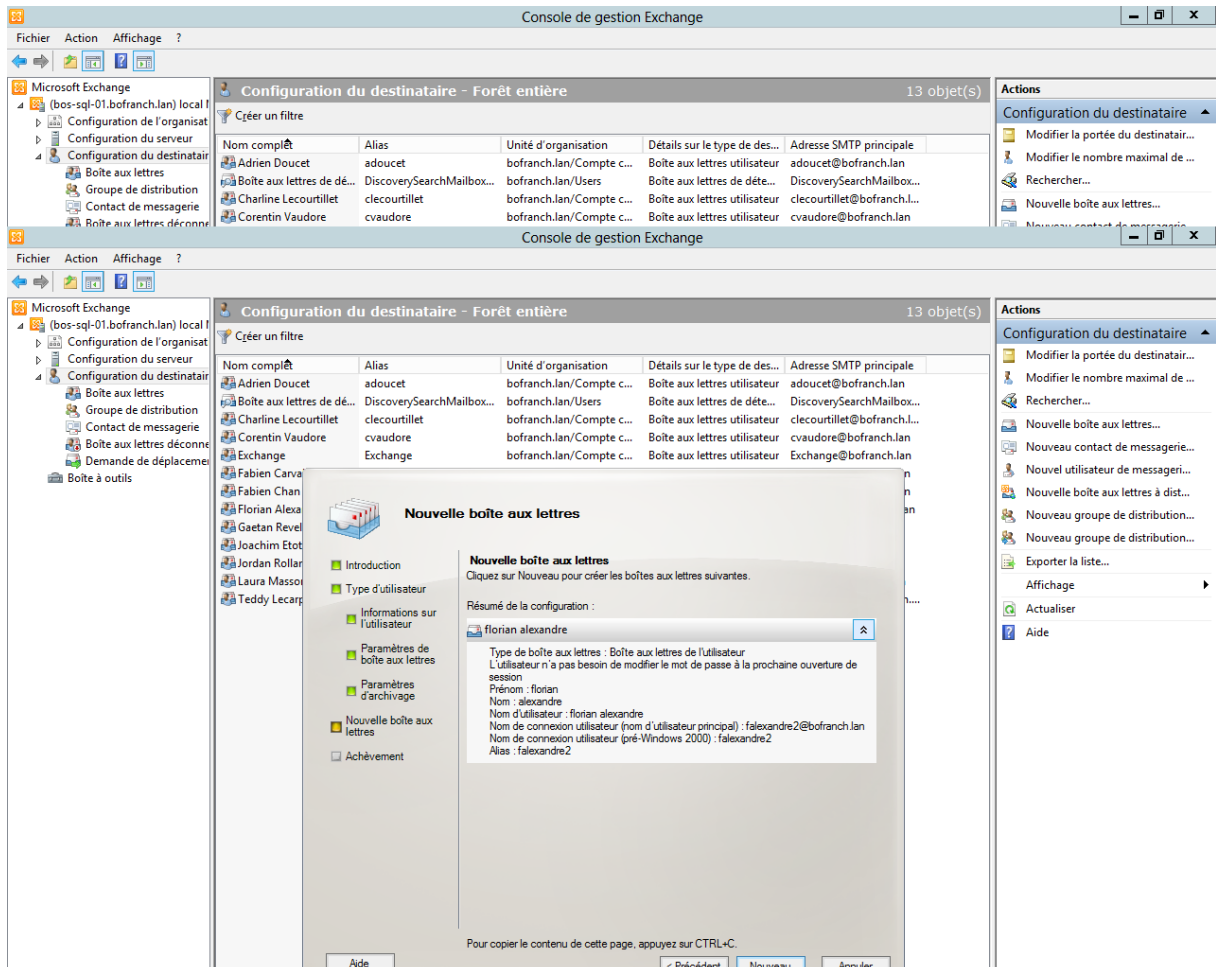 Console de gestion Exchange
Fichier Action Affichage ?
Microsoft Exchange
(bos-sql-01.bofranch.lan) local
Configuration de l'organisat
Configuration du serveur
Configuration du destinatair
Boîte aux lettres
Groupe de distribution
Contact de messagerie
Boîte aux lettres déconne
Configuration du destinataire - Forêt entière 13 objet(s)
Créer un filtre
Nom complet Alias Unité d'organisation Détails sur le type de des... Adresse SMTP principale
Adrien Doucet adoucet bofranch.lan/Compte c... Boîte aux lettres utilisateur adoucet@bofranch.lan
Boîte aux lettres de dé... DiscoverySearchMailbox... bofranch.lan/Users Boîte aux lettres de déte... DiscoverySearchMailbox...
Charline Lecourtillet clecourtillet bofranch.lan/Compte c... Boîte aux lettres utilisateur clecourtillet@bofranch.l...
Corentin Vaudore cvaudore bofranch.lan/Compte c... Boîte aux lettres utilisateur cvaudore@bofranch.lan
Actions
Configuration du destinataire
Modifier la portée du destinatair...
Modifier le nombre maximal de ...
Rechercher...
Nouvelle boîte aux lettres...
Nouveau contact de messagerie...
Console de gestion Exchange
Fichier Action Affichage ?
Microsoft Exchange
(bos-sql-01.bofranch.lan) local
Configuration de l'organisat
Configuration du serveur
Configuration du destinatair
Boîte aux lettres
Groupe de distribution
Contact de messagerie
Boîte aux lettres déconne
Demande de déplacemer
Boîte à outils
Configuration du destinataire - Forêt entière 13 objet(s)
Créer un filtre
Nom complet Alias Unité d'organisation Détails sur le type de des... Adresse SMTP principale
Adrien Doucet adoucet bofranch.lan/Compte c... Boîte aux lettres utilisateur adoucet@bofranch.lan
Boîte aux lettres de dé... DiscoverySearchMailbox... bofranch.lan/Users Boîte aux lettres de déte... DiscoverySearchMailbox...
Charline Lecourtillet clecourtillet bofranch.lan/Compte c... Boîte aux lettres utilisateur clecourtillet@bofranch.l...
Corentin Vaudore cvaudore bofranch.lan/Compte c... Boîte aux lettres utilisateur cvaudore@bofranch.lan
Exchange Exchange bofranch.lan/Compte c... Boîte aux lettres utilisateur Exchange@bofranch.lan
Fabien Carva
Fabien Chan
Florian Alexa
Gaetan Revel
Joachim Etot
Jordan Rollar
Laura Massor
Teddy Lecarp
Nouvelle boîte aux lettres
Introduction
Type d'utilisateur
Informations sur
l'utilisateur
Paramètres de
boîte aux lettres
Paramètres
d'archivage
Nouvelle boîte aux
lettres
Achèvement
Nouvelle boîte aux lettres
Cliquez sur Nouveau pour créer les boîtes aux lettres suivantes.
Résumé de la configuration :
florian alexandre
Type de boîte aux lettres : Boîte aux lettres de l'utilisateur
L'utilisateur n'a pas besoin de modifier le mot de passe à la prochaine ouverture de
session
Prénom : florian
Nom : alexandre
Nom d'utilisateur : florian alexandre
Nom de connexion utilisateur (nom d'utilisateur principal) : falexandre2@bofranch.lan
Nom de connexion utilisateur (pré-Windows 2000) : falexandre2
Alias : falexandre2
Pour copier le contenu de cette page, appuyez sur CTRL+C.
Aide < Précédent Nouveau Annuler
Actions
Configuration du destinataire
Modifier la portée du destinatair...
Modifier le nombre maximal de ...
Rechercher...
Nouvelle boîte aux lettres...
Nouveau contact de messagerie...
Nouvel utilisateur de messageri...
Nouvelle boîte aux lettres à dist...
Nouveau groupe de distribution...
Nouveau groupe de distribution...
Exporter la liste...
Affichage
Actualiser
Aide